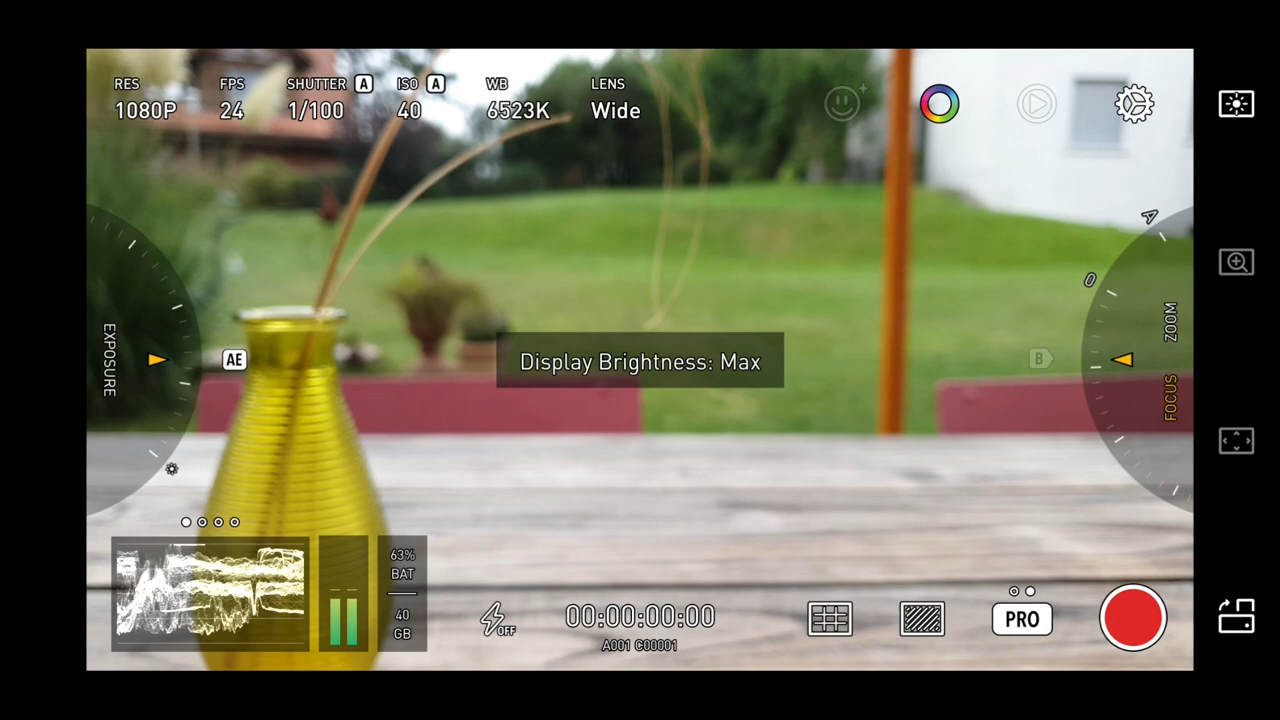 RES FPS SHUTTER A ISO A WB LENS
1080P 24 1/100 40 6523K Wide
A
0
EXPOSURE
AE
Display Brightness: Max
B
ZOOM
FOCUS
63%
BAT
40
GB
OFF
00:00:00:00
A001 C00001
PRO